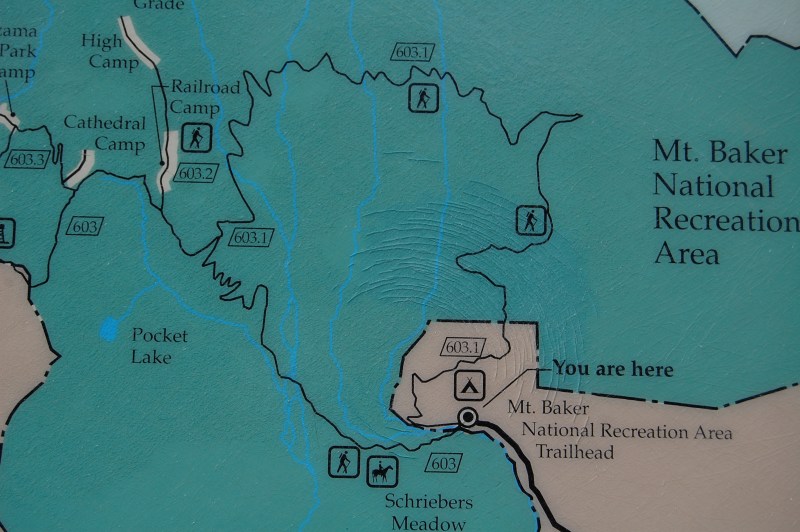 Grade
High
Camp
Park
Railroad
Camp
Cathedral
Camp
603.1
603.3
603.2
603
603.1
Mt. Baker
National
Recreation
Area
Pocket
Lake
603.1
You are here
Mt. Baker
National Recreation Area
Trailhead
603
Schriebers
Meadow